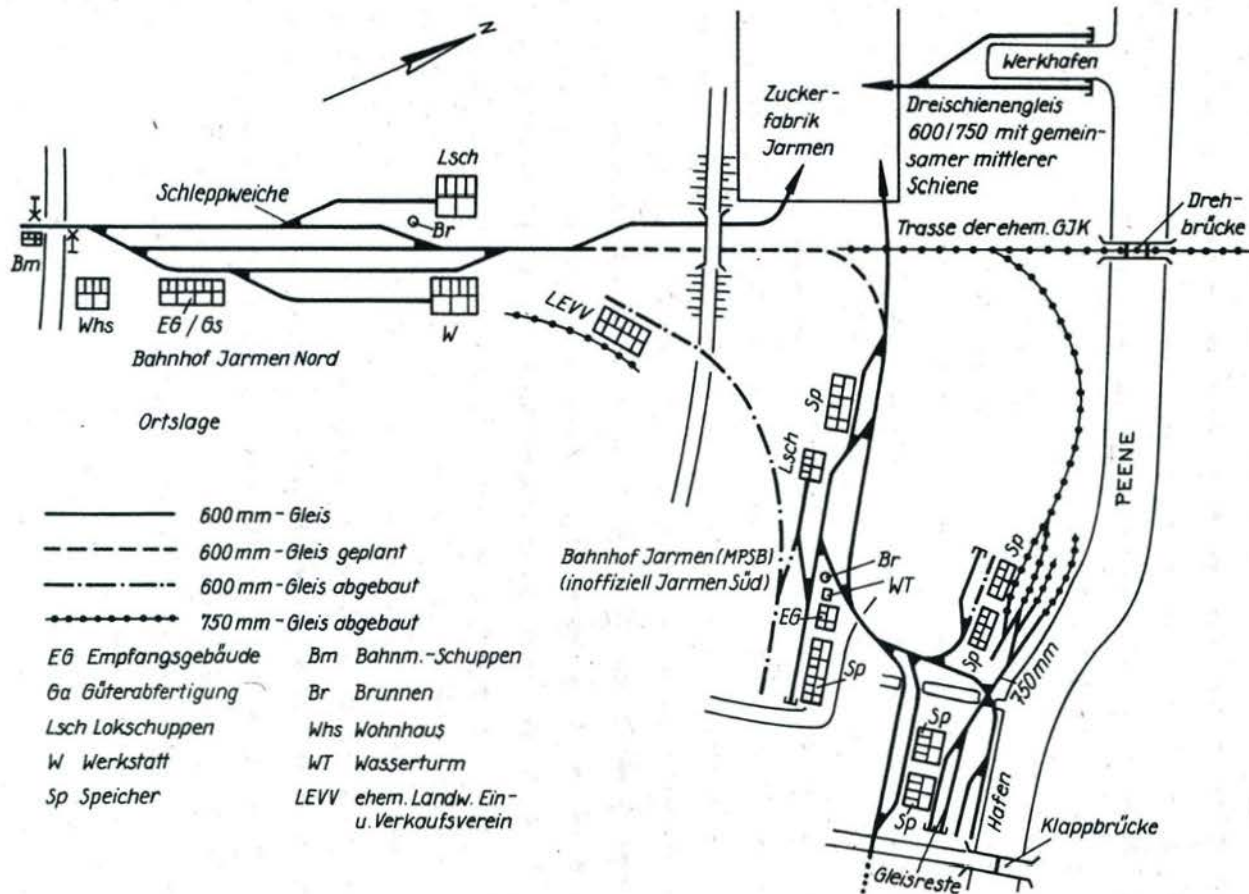 N
Werkhafen
Lsch
Zucker-
fabrik
Jarmen
Dreischienengleis
600/750 mit gemein-
samer mittlerer
Schiene
Schleppweiche
Br
Trasse der ehem. GJK
Dreh-
brücke
Bm
Whs
EG / Gs
W
LEVV
Bahnhof Jarmen Nord
Ortslage
Sp
Lsch
PEENE
600 mm - Gleis
600 mm - Gleis geplant
600 mm - Gleis abgebaut
750 mm - Gleis abgebaut
Bahnhof Jarmen (MPSB)
(inoffiziell Jarmen Süd)
Br
WT
EG
Sp
Sp
Sp
750 mm
EG Empfangsgebäude
Ga Güterabfertigung
Lsch Lokschuppen
W Werkstatt
Sp Speicher
Bm Bahnm.-Schuppen
Br Brunnen
Whs Wohnhaus
WT Wasserturm
LEVV ehem. Landw. Ein-
u. Verkaufsverein
Sp
Sp
Hafen
Klappbrücke
Gleisreste